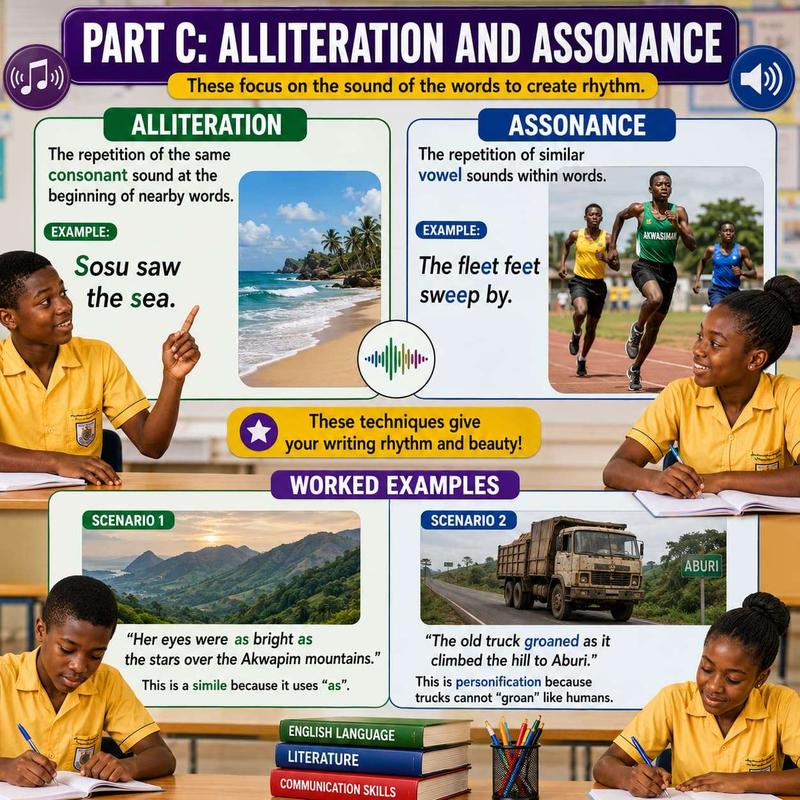 PART C: ALLITERATION AND ASSONANCE
These focus on the sound of the words to create rhythm.
ALLITERATION
The repetition of the same
consonant sound at the
beginning of nearby words.
EXAMPLE:
Sosu saw
the sea.
ASSONANCE
The repetition of similar
vowel sounds within words.
EXAMPLE:
The fleet feet
sweep by.
AKWASIMAN
These techniques give
your writing rhythm and beauty!
WORKED EXAMPLES
SCENARIO 1
"Her eyes were as bright as
the stars over the Akwapim mountains."
This is a simile because it uses "as".
SCENARIO 2
ABURI
"The old truck groaned as it
climbed the hill to Aburi."
This is personification because
trucks cannot "groan" like humans.
ENGLISH LANGUAGE
LITERATURE
COMMUNICATION SKILLS